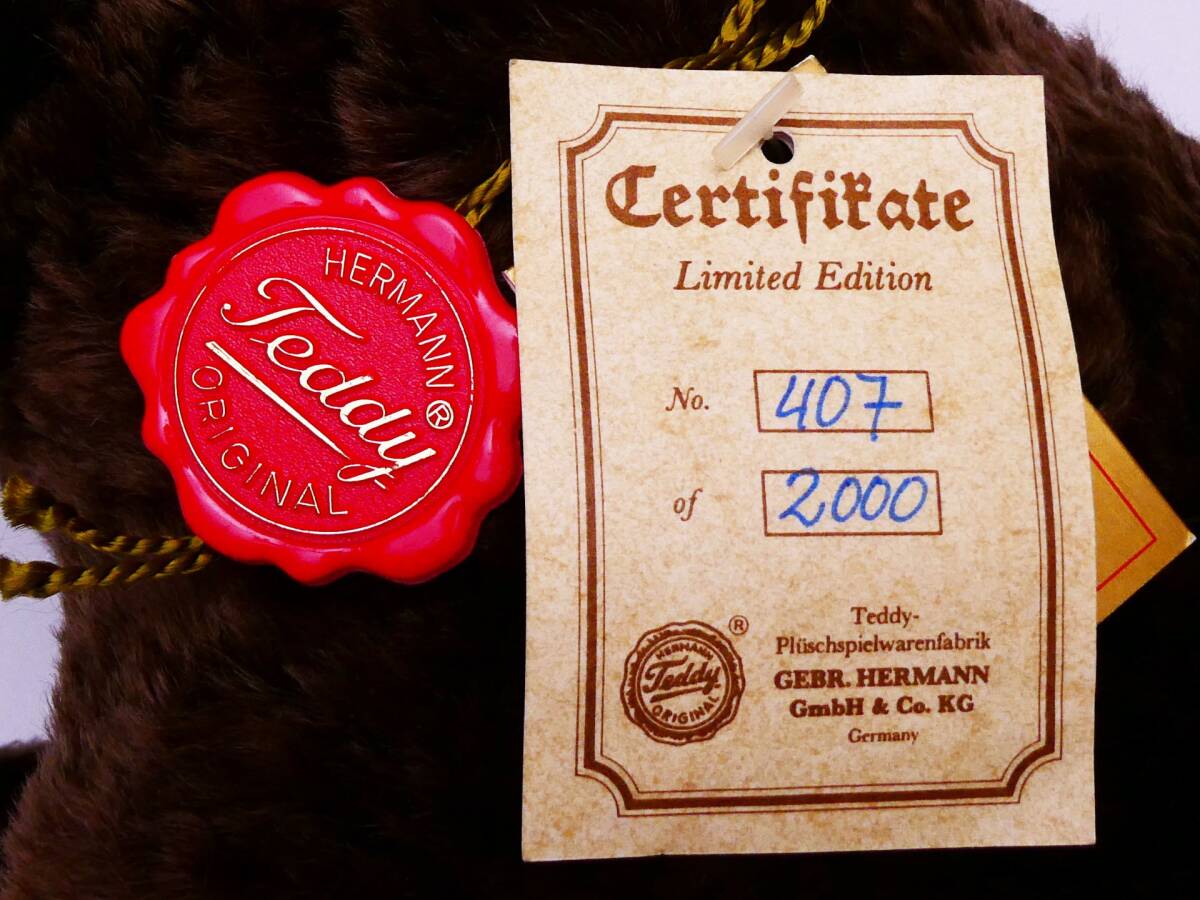 HERMANN
Teddy®
ORIGINAL
Certifikate
Limited Edition
No. 407
of 2000
HERMANN
Teddy
ORIGINAL
®
Teddy-
Plüschspielwarenfabrik
GEBR. HERMANN
GmbH & Co. KG
Germany